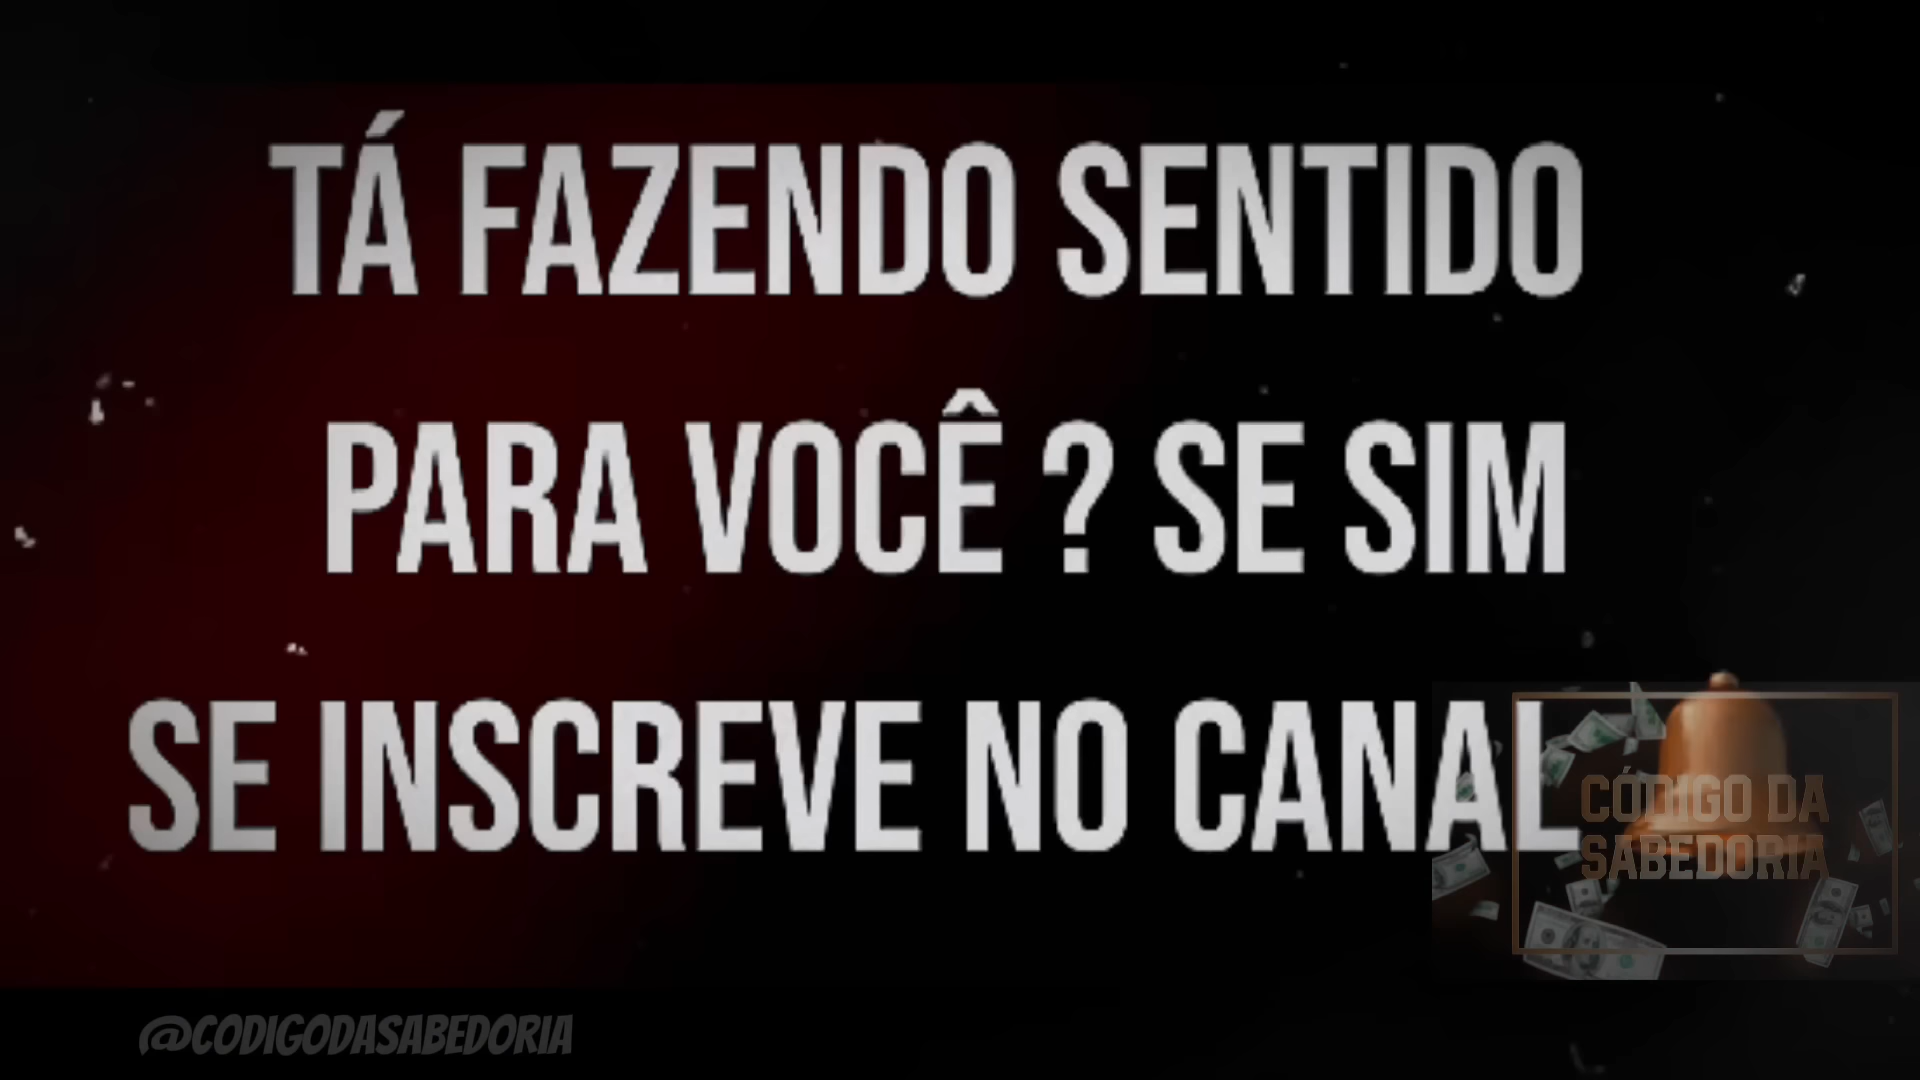 TÁ FAZENDO SENTIDO
PARA VOCÊ ? SE SIM
SE INSCREVE NO CANAL
CÓDIGO DA
SABEDORIA
@CODIGODASABEDORIA